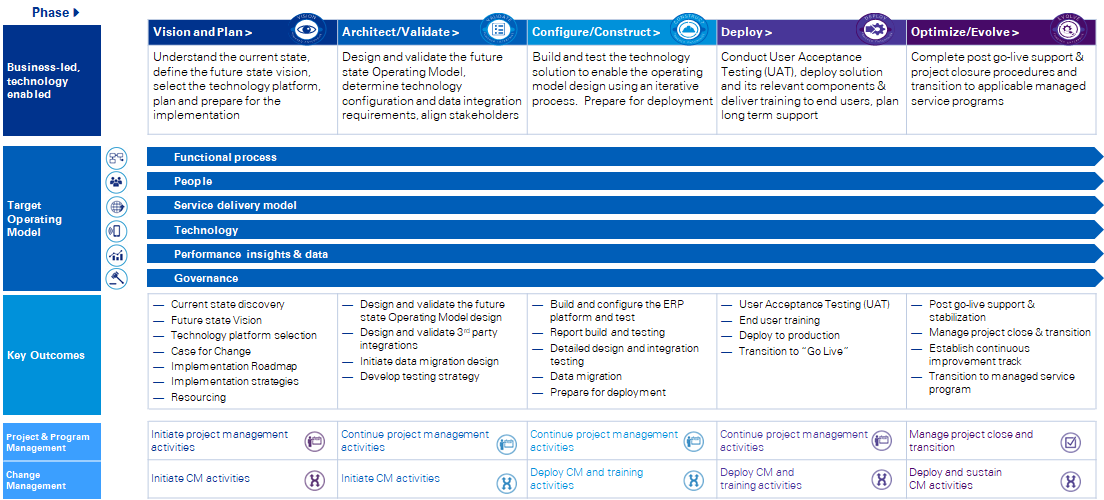 Phase
Vision and Plan >
VISION
Architect/Validate >
VALIDATE
Configure/Construct >
CONSTRUCT
Deploy >
DEPLOY
Optimize/Evolve >
EVOLVE
Business-led,
technology
enabled
Understand the current state,
define the future state vision,
select the technology platform,
plan and prepare for the
implementation
Design and validate the future
state Operating Model,
determine technology
configuration and data integration
requirements, align stakeholders
Build and test the technology
solution to enable the operating
model design using an iterative
process.  Prepare for deployment
Conduct User Acceptance
Testing (UAT), deploy solution
and its relevant components &
deliver training to end users, plan
long term support
Complete post go-live support &
project closure procedures and
transition to applicable managed
service programs
Target
Operating
Model
Functional process
People
Service delivery model
Technology
Performance insights & data
Governance
Key Outcomes
— Current state discovery
— Future state Vision
— Technology platform selection
— Case for Change
— Implementation Roadmap
— Implementation strategies
— Resourcing
— Design and validate the future
state Operating Model design
— Design and validate 3rd party
integrations
— Initiate data migration design
— Develop testing strategy
— Build and configure the ERP
platform and test
— Report build and testing
— Detailed design and integration
testing
— Data migration
— Prepare for deployment
— User Acceptance Testing (UAT)
— End user training
— Deploy to production
— Transition to “Go Live”
— Post go-live support &
stabilization
— Manage project close & transition
— Establish continuous
improvement track
— Transition to managed service
program
Project & Program
Management
Initiate project management
activities
Continue project management
activities
Continue project management
activities
Continue project management
activities
Manage project close and
transition
Change
Management
Initiate CM activities
Initiate CM activities
Deploy CM and training
activities
Deploy CM and
training activities
Deploy and sustain
CM activities